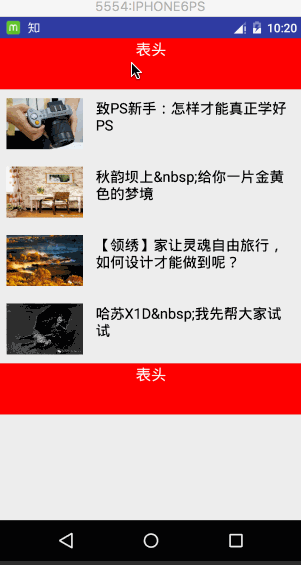 5554:IPHONE6PS
知 10:20
表头
致PS新手：怎样才能真正学好
PS
秋韵坝上&nbsp;给你一片金黄
色的梦境
【领绣】家让灵魂自由旅行，
如何设计才能做到呢？
哈苏X1D&nbsp;我先帮大家试
试
表头